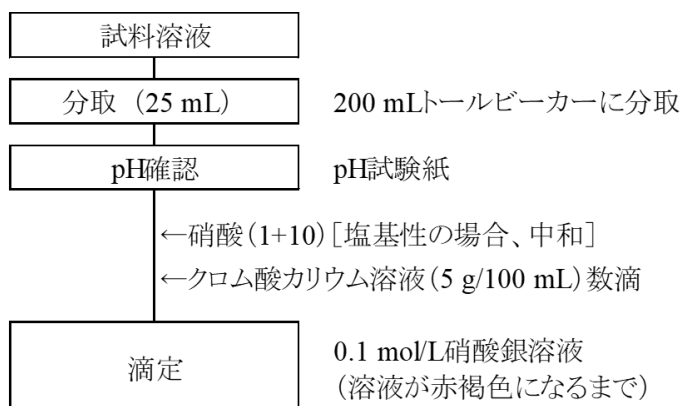 試料溶液
分取 (25 mL) 200 mLトールビーカーに分取
pH確認 pH試験紙
←硝酸(1+10)[塩基性の場合、中和]
←クロム酸カリウム溶液(5 g/100 mL)数滴
滴定 0.1 mol/L硝酸銀溶液
(溶液が赤褐色になるまで)